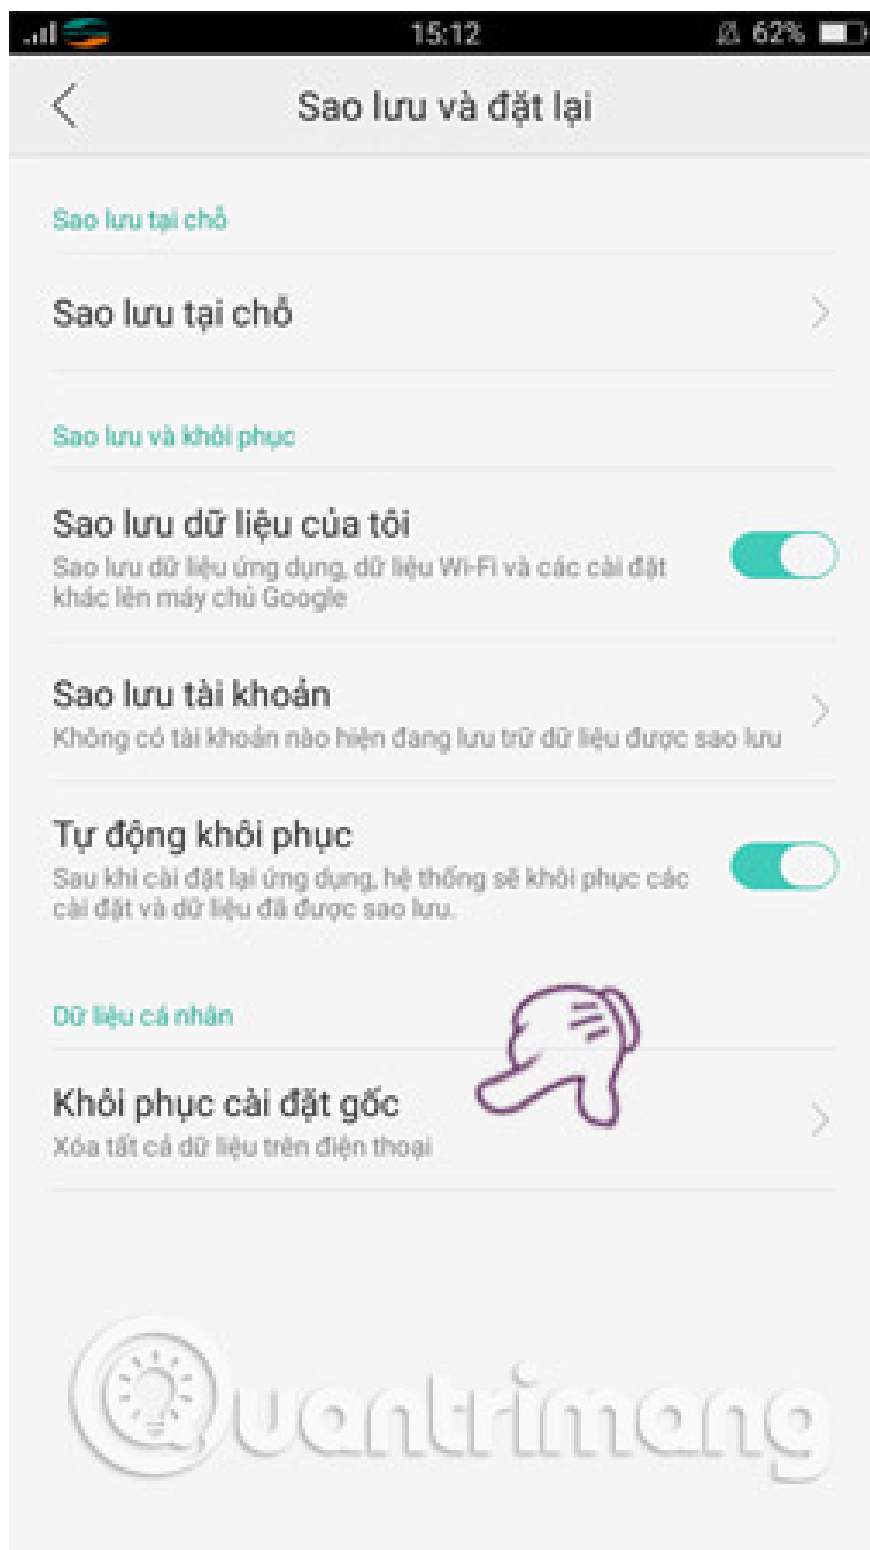 15:12
62%
Sao lưu và đặt lại
Sao lưu tại chỗ
Sao lưu tại chỗ
Sao lưu và khôi phục
Sao lưu dữ liệu của tôi
Sao lưu dữ liệu ứng dụng, dữ liệu Wi-Fi và các cài đặt
khác lên máy chủ Google
Sao lưu tài khoản
Không có tài khoản nào hiện đang lưu trữ dữ liệu được sao lưu
Tự động khôi phục
Sau khi cài đặt lại ứng dụng, hệ thống sẽ khôi phục các
cài đặt và dữ liệu đã được sao lưu.
Dữ liệu cá nhân
Khôi phục cài đặt gốc
Xóa tất cả dữ liệu trên điện thoại
Quantrimang